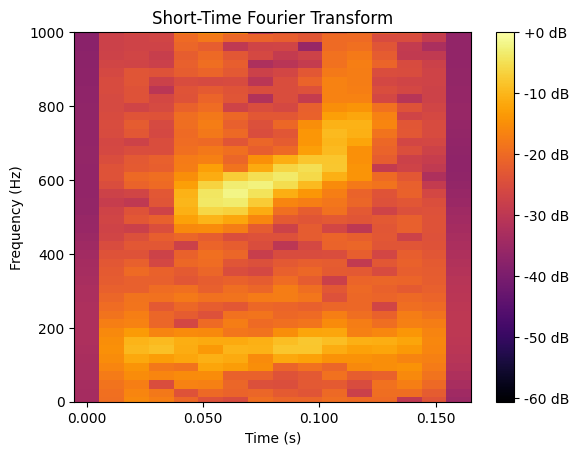 Short-Time Fourier Transform
1000
800
600
400
200
0
Frequency (Hz)
0.000
0.050
0.100
0.150
Time (s)
+0 dB
-10 dB
-20 dB
-30 dB
-40 dB
-50 dB
-60 dB